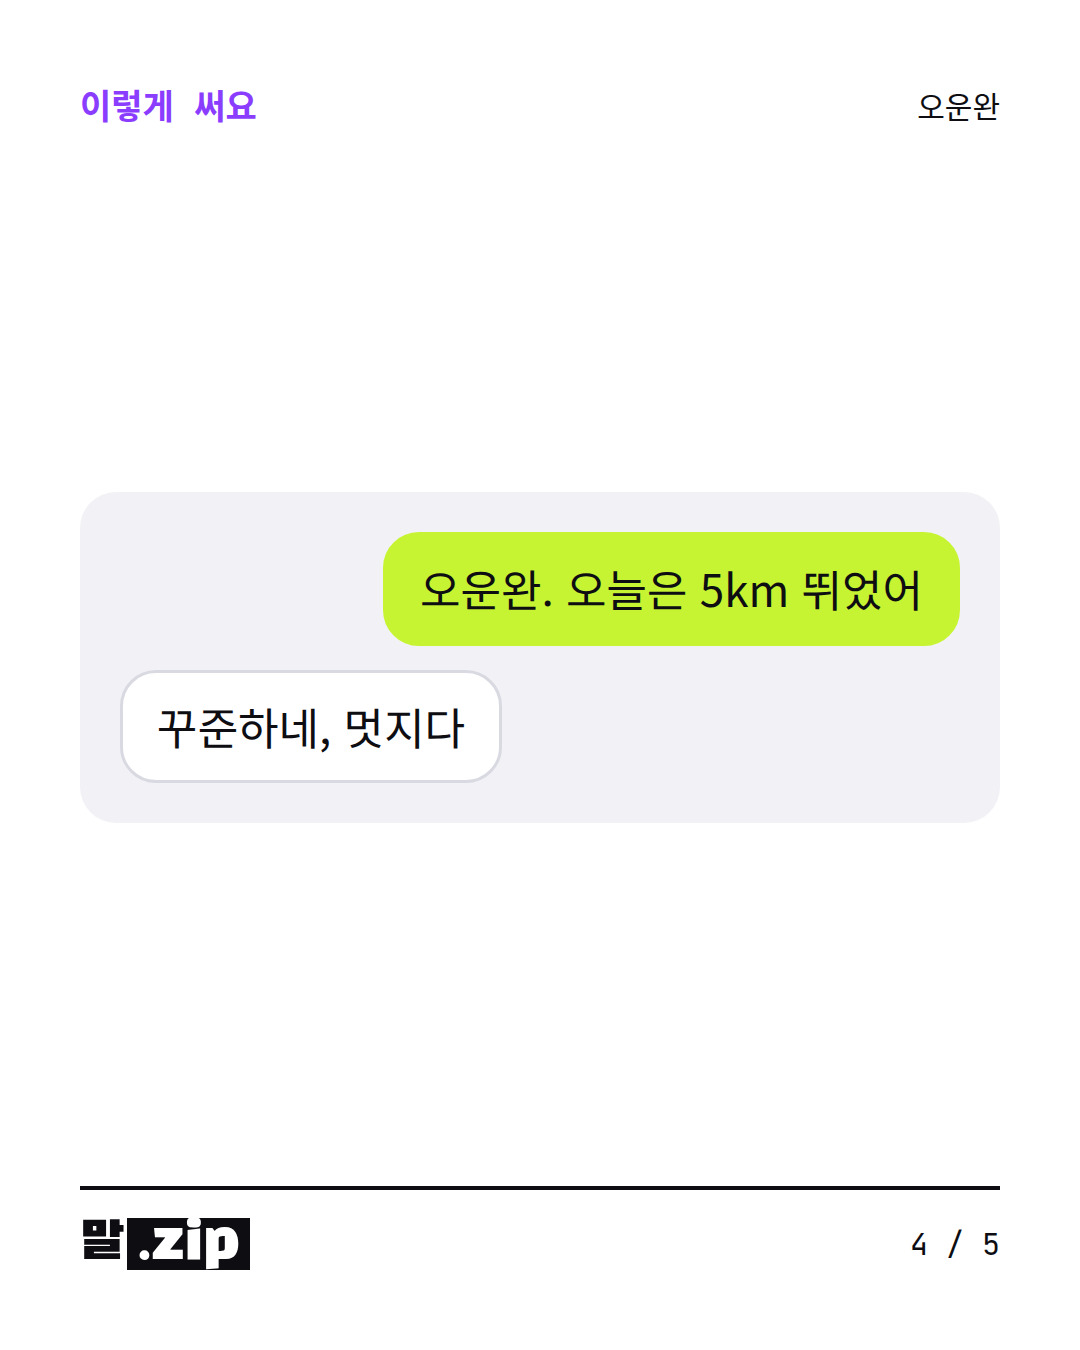 이렇게 써요
오운완
오운완. 오늘은 5km 뛰었어
꾸준하네, 멋지다
말.zip
4 / 5